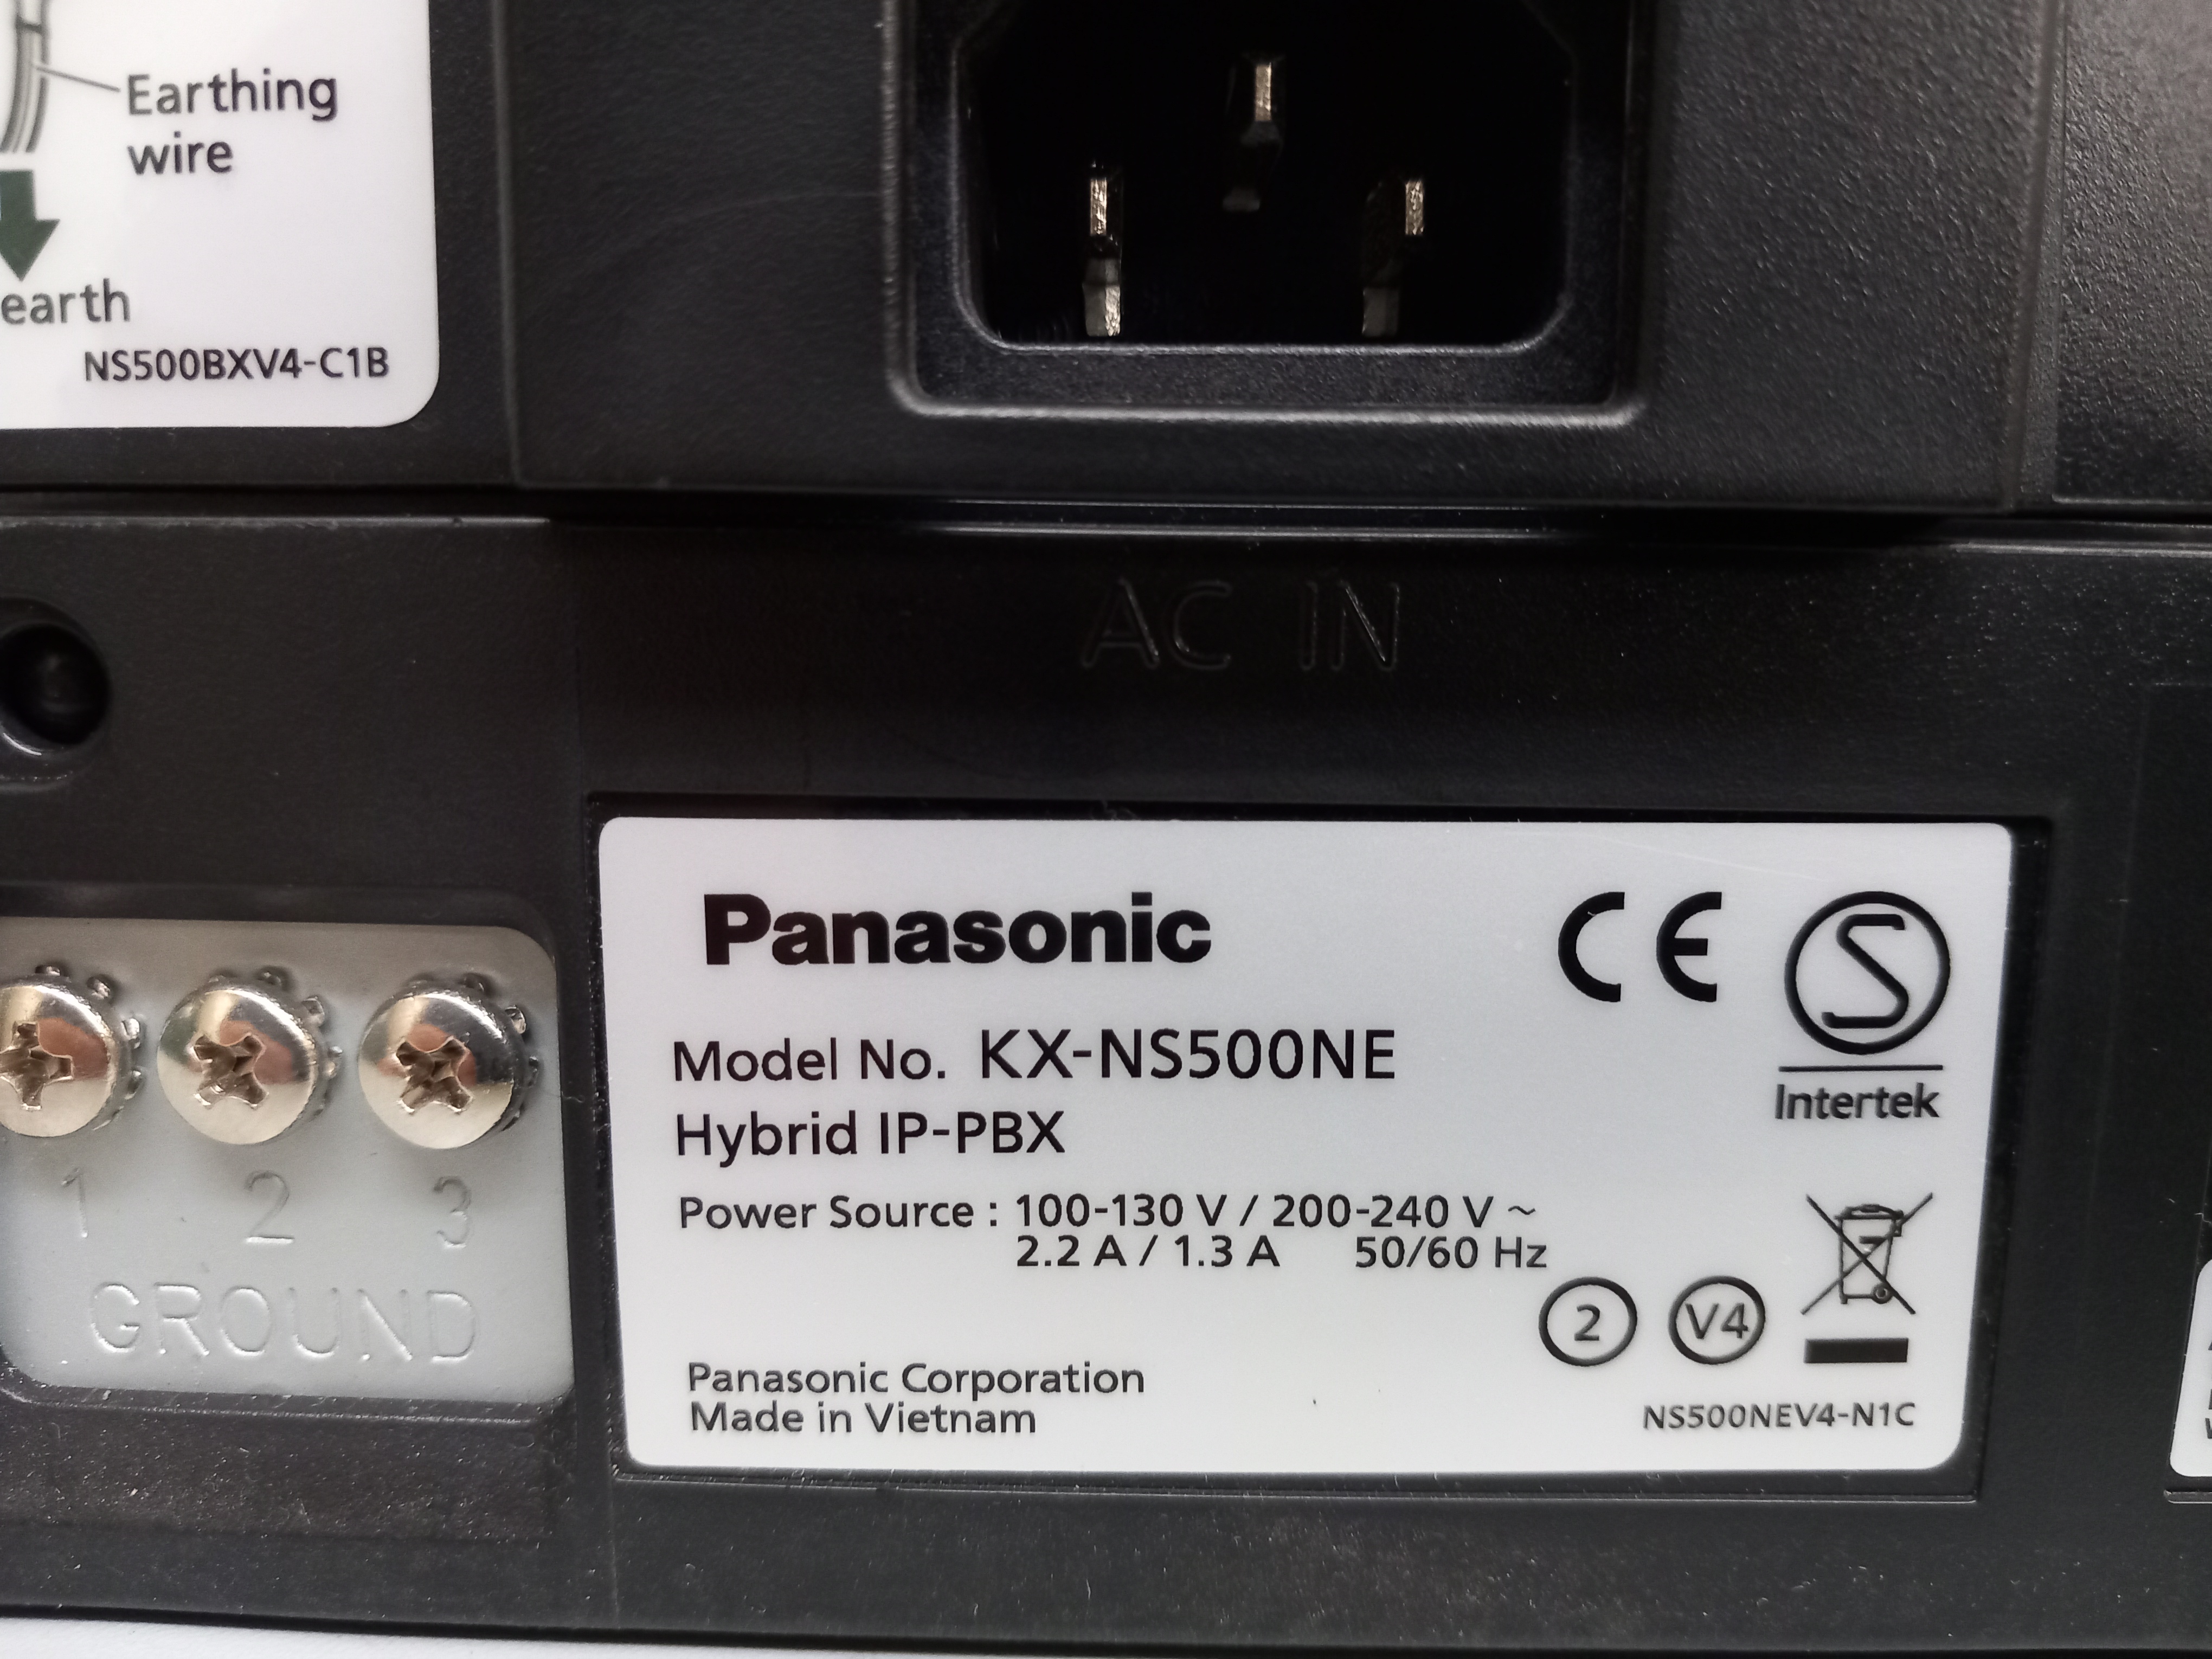 Earthing
wire
earth
NS500BXV4-C1B
AC IN
1 2 3
GROUND
Panasonic
CE
S
Intertek
Model No. KX-NS500NE
Hybrid IP-PBX
Power Source : 100-130 V / 200-240 V ~
2.2 A / 1.3 A 50/60 Hz
2 V4
Panasonic Corporation
Made in Vietnam
NS500NEV4-N1C